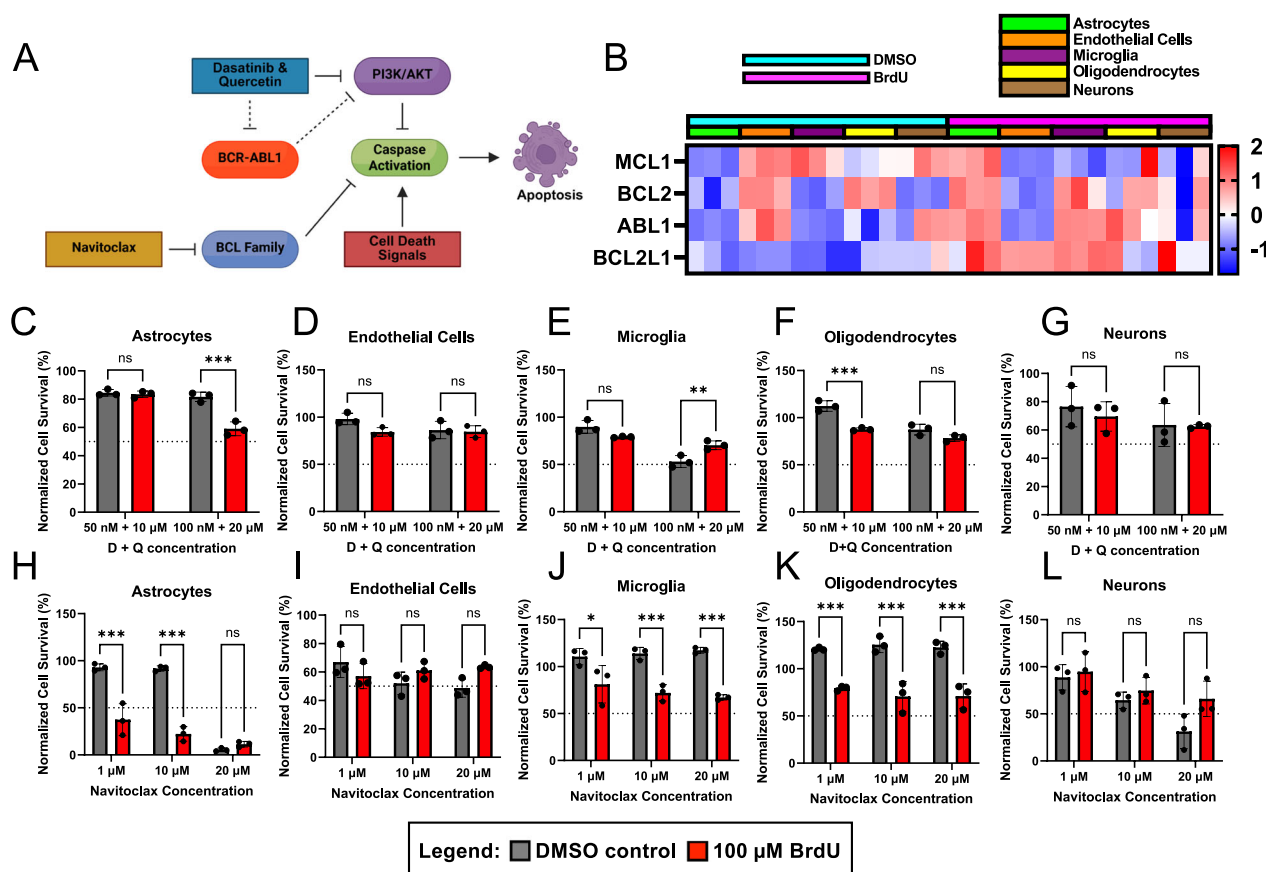 A
Dasatinib &
Quercetin
PI3K/AKT
BCR-ABL1
Caspase
Activation
Apoptosis
Navitoclax
BCL Family
Cell Death
Signals
B
DMSO
BrdU
Astrocytes
Endothelial Cells
Microglia
Oligodendrocytes
Neurons
MCL1
BCL2
ABL1
BCL2L1
2
1
0
-1
C
Astrocytes
Normalized Cell Survival (%)
100
80
60
40
20
0
ns
***
50 nM + 10 µM
100 nM + 20 µM
D + Q concentration
D
Endothelial Cells
Normalized Cell Survival (%)
150
100
50
0
ns
ns
50 nM + 10 µM
100 nM + 20 µM
D + Q concentration
E
Microglia
Normalized Cell Survival (%)
150
100
50
0
ns
**
50 nM + 10 µM
100 nM + 20 µM
D + Q concentration
F
Oligodendrocytes
Normalized Cell Survival (%)
150
100
50
0
***
ns
50 nM + 10 µM
100 nM + 20 µM
D+Q Concentration
G
Neurons
Normalized Cell Survival (%)
100
80
60
40
20
0
ns
ns
50 nM + 10 µM
100 nM + 20 µM
D + Q concentration
H
Astrocytes
Normalized Cell Survival (%)
150
100
50
0
***
***
ns
1 µM
10 µM
20 µM
Navitoclax Concentration
I
Endothelial Cells
Normalized Cell Survival (%)
100
80
60
40
20
0
ns
ns
ns
1 µM
10 µM
20 µM
Navitoclax Concentration
J
Microglia
Normalized Cell Survival (%)
150
100
50
0
*
***
***
1 µM
10 µM
20 µM
Navitoclax Concentration
K
Oligodendrocytes
Normalized Cell Survival (%)
150
100
50
0
***
***
***
1 µM
10 µM
20 µM
Navitoclax Concentration
L
Neurons
Normalized Cell Survival (%)
150
100
50
0
ns
ns
ns
1 µM
10 µM
20 µM
Navitoclax Concentration
Legend: DMSO control 100 µM BrdU